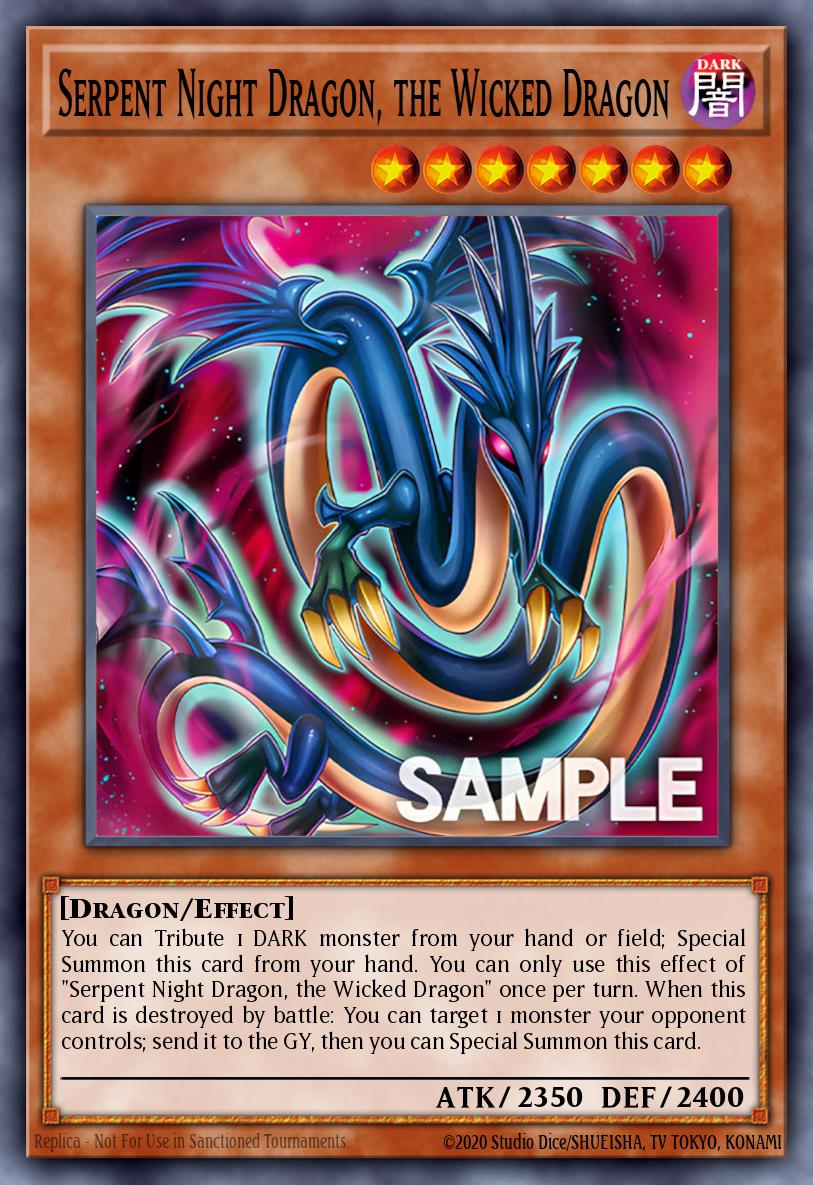 Serpent Night Dragon, the Wicked Dragon
DARK
闇
SAMPLE
[Dragon/Effect]
You can Tribute 1 DARK monster from your hand or field; Special
Summon this card from your hand. You can only use this effect of
"Serpent Night Dragon, the Wicked Dragon" once per turn. When this
card is destroyed by battle: You can target 1 monster your opponent
controls; send it to the GY, then you can Special Summon this card.
ATK/2350 DEF/2400
Replica - Not For Use in Sanctioned Tournaments.
©2020 Studio Dice/SHUEISHA, TV TOKYO, KONAMI